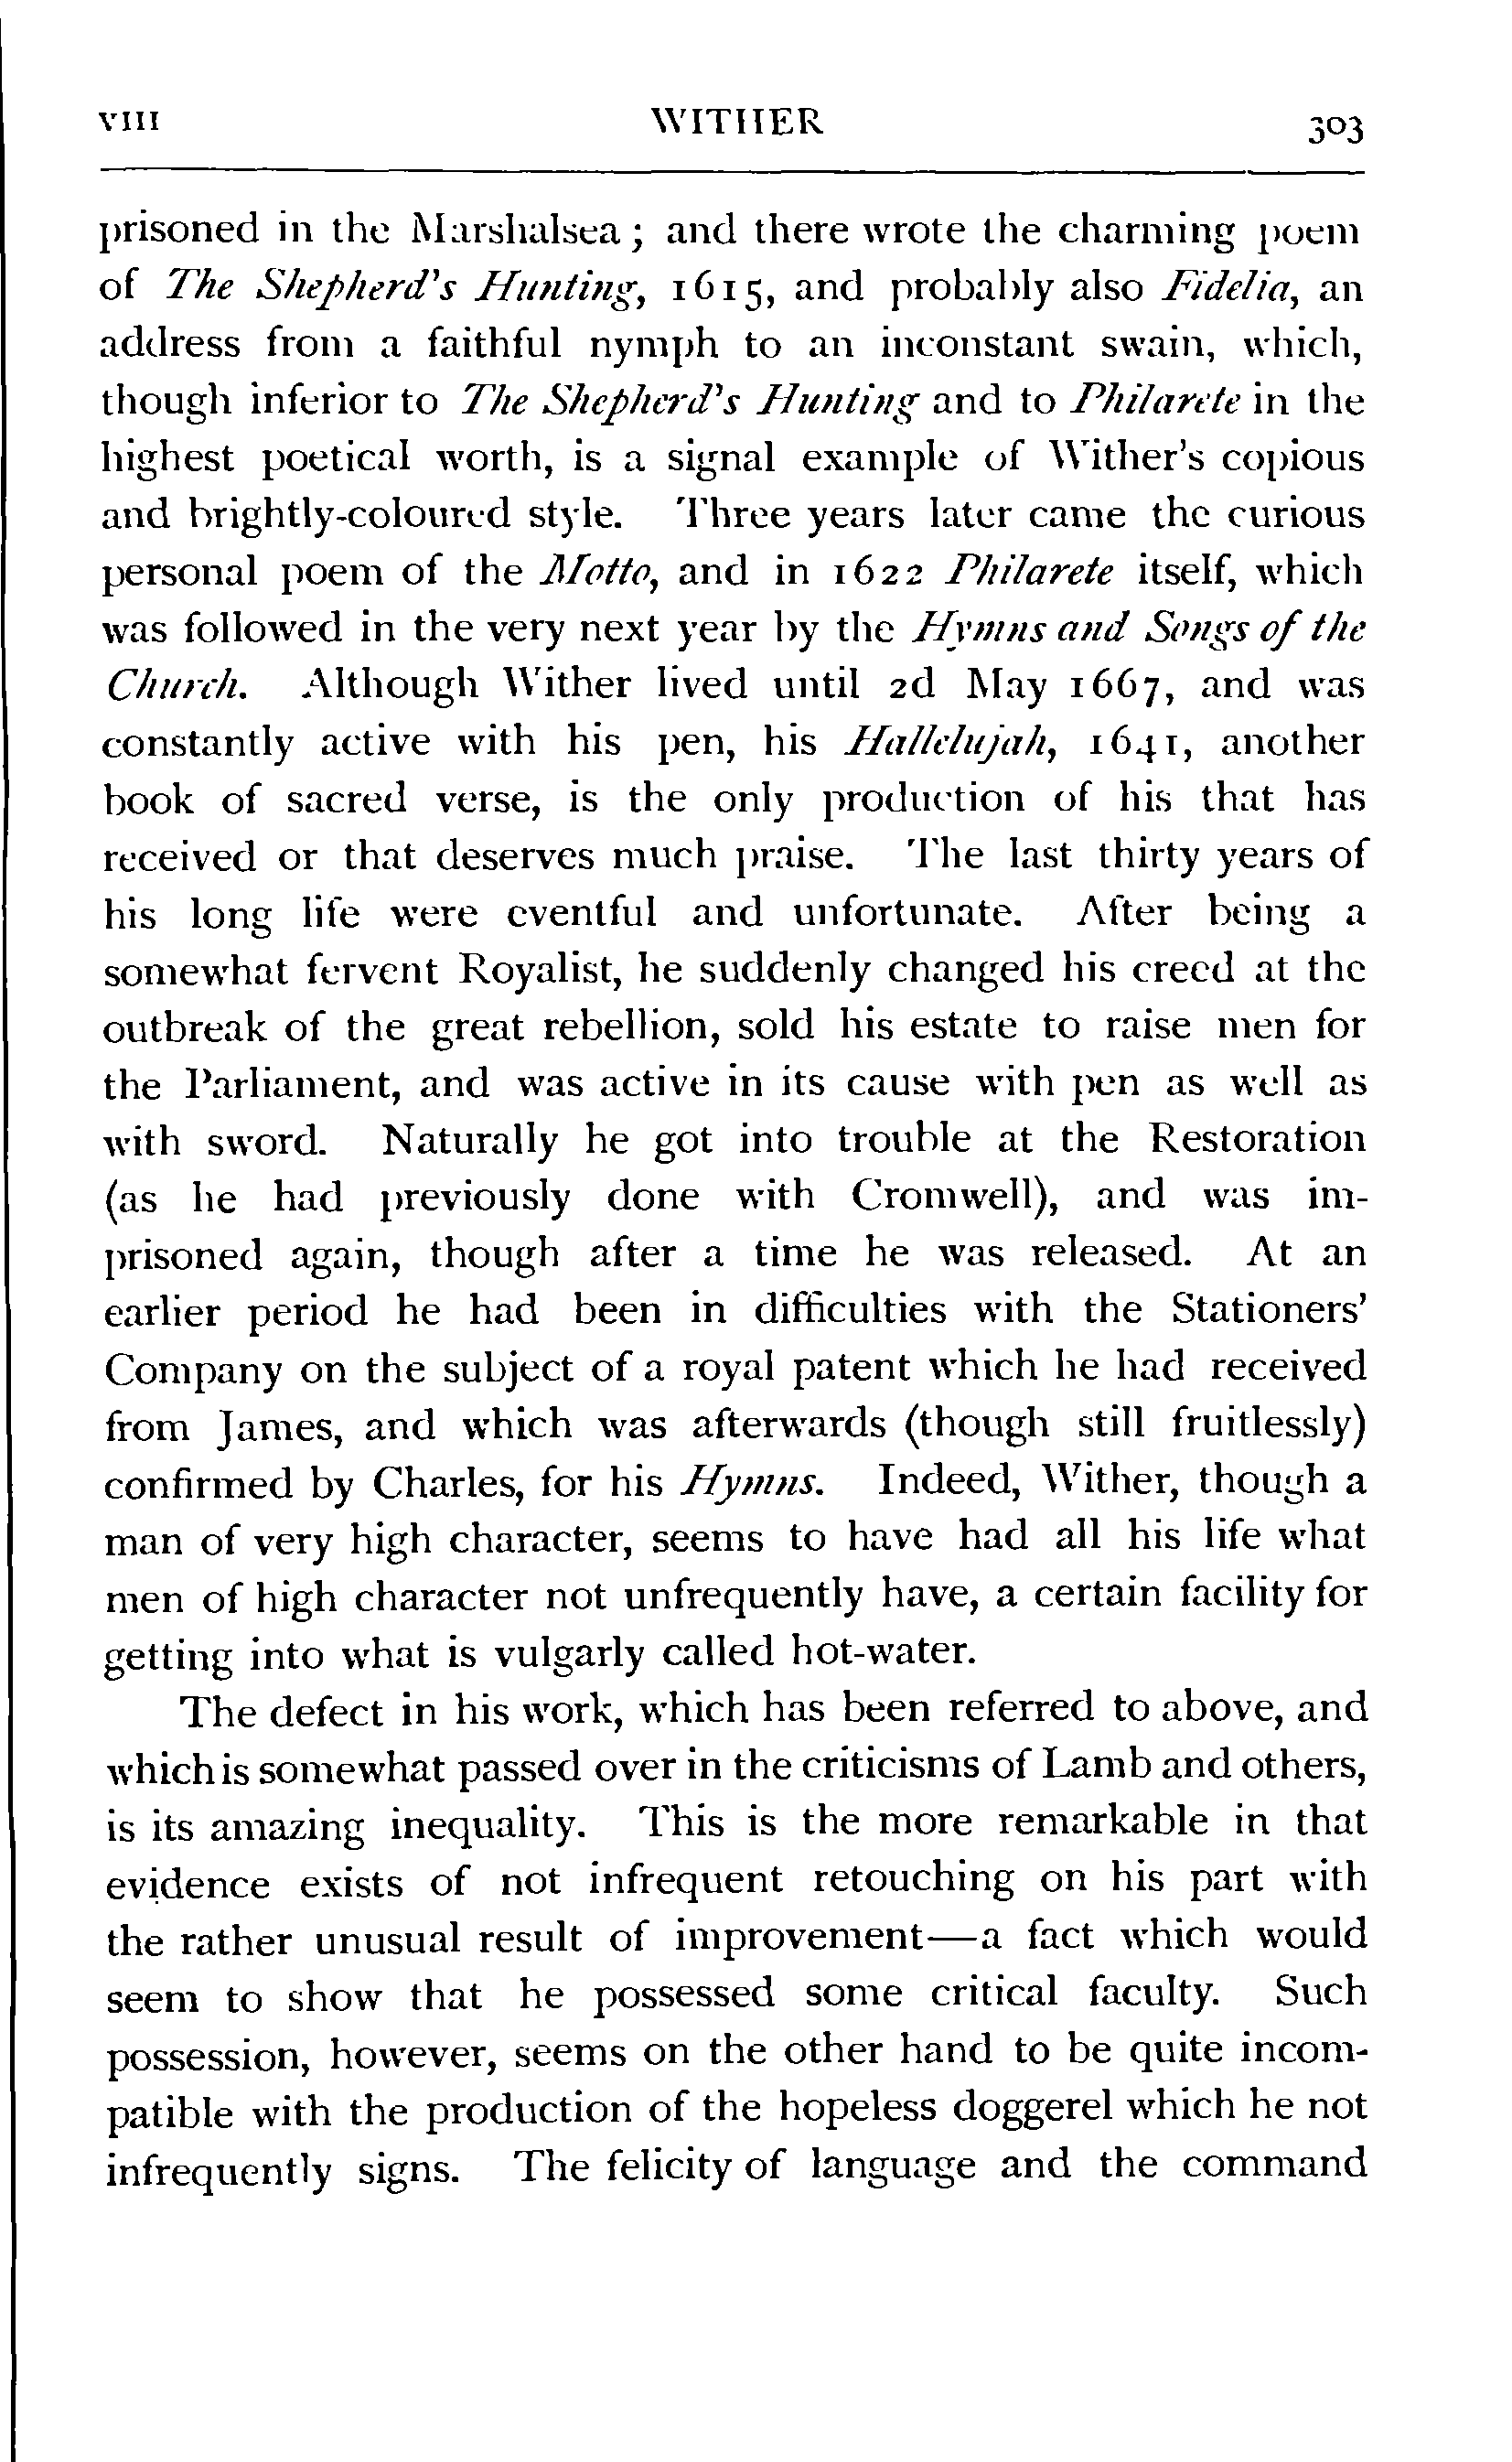 VIII WITHER 303
prisoned in the Marshalsea; and there wrote the charming poem
of The Shepherd's Hunting, 1615, and probably also Fidelia, an
address from a faithful nymph to an inconstant swain, which,
though inferior to The Shepherd's Hunting and to Philarete in the
highest poetical worth, is a signal example of Wither's copious
and brightly-coloured style. Three years later came the curious
personal poem of the Motto, and in 1622 Philarete itself, which
was followed in the very next year by the Hymns and Songs of the
Church. Although Wither lived until 2d May 1667, and was
constantly active with his pen, his Hallelujah, 1641, another
book of sacred verse, is the only production of his that has
received or that deserves much praise. The last thirty years of
his long life were eventful and unfortunate. After being a
somewhat fervent Royalist, he suddenly changed his creed at the
outbreak of the great rebellion, sold his estate to raise men for
the Parliament, and was active in its cause with pen as well as
with sword. Naturally he got into trouble at the Restoration
(as he had previously done with Cromwell), and was im-
prisoned again, though after a time he was released. At an
earlier period he had been in difficulties with the Stationers'
Company on the subject of a royal patent which he had received
from James, and which was afterwards (though still fruitlessly)
confirmed by Charles, for his Hymns. Indeed, Wither, though a
man of very high character, seems to have had all his life what
men of high character not unfrequently have, a certain facility for
getting into what is vulgarly called hot-water.
The defect in his work, which has been referred to above, and
which is somewhat passed over in the criticisms of Lamb and others,
is its amazing inequality. This is the more remarkable in that
evidence exists of not infrequent retouching on his part with
the rather unusual result of improvement—a fact which would
seem to show that he possessed some critical faculty. Such
possession, however, seems on the other hand to be quite incom-
patible with the production of the hopeless doggerel which he not
infrequently signs. The felicity of language and the command